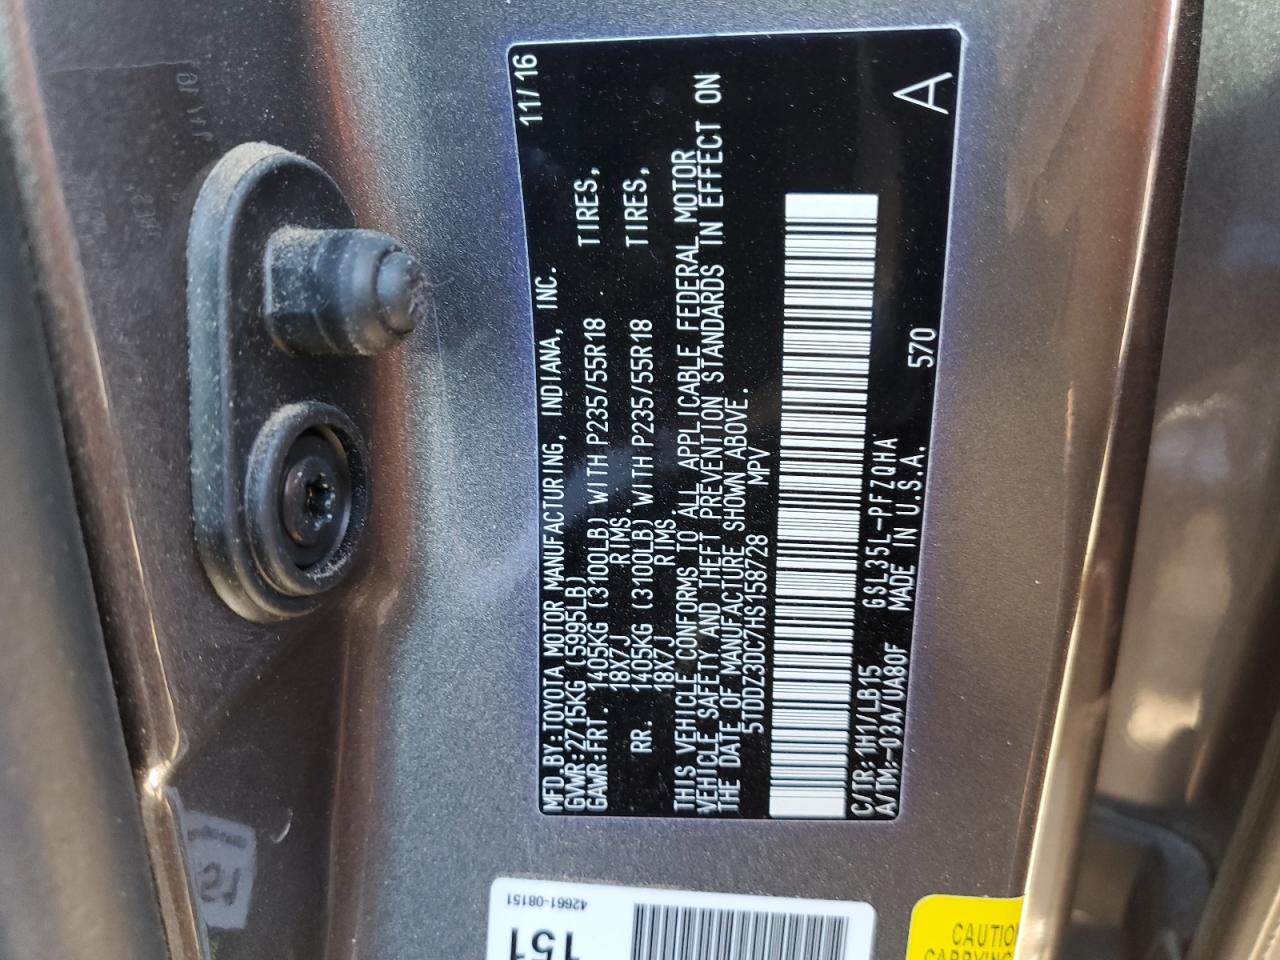 MFD.BY:TOYOTA MOTOR MANUFACTURING, INDIANA, INC. 11/16
GVWR:2715KG (5995LB)
GAWR:FRT. 1405KG (3100LB) WITH P235/55R18 TIRES,
18X7J RIMS.
RR. 1405KG (3100LB) WITH P235/55R18 TIRES,
18X7J RIMS
THIS VEHICLE CONFORMS TO ALL APPLICABLE FEDERAL MOTOR
VEHICLE SAFETY AND THEFT PREVENTION STANDARDS IN EFFECT ON
THE DATE OF MANUFACTURE SHOWN ABOVE.
5TDDZ3DC7HS158728 MPV
C/TR:1H1/LB15 GSL35L-PFZQHA
A/TM:-03A/UA80F MADE IN U.S.A. 570
A
42661-08151
151
CAUTION
CARRYING